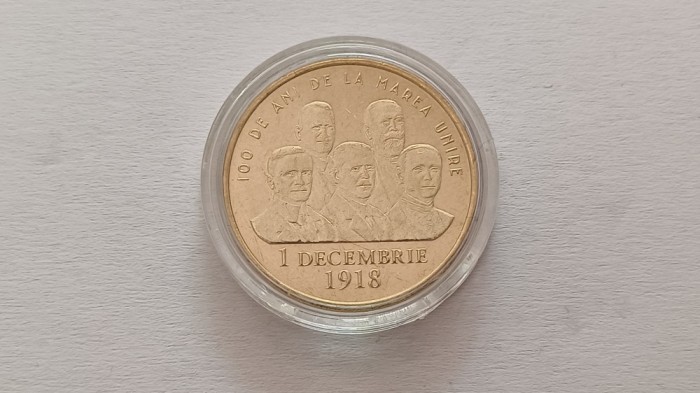 100 DE ANI DE LA MAREA UNIRE
1 DECEMBRIE
1918